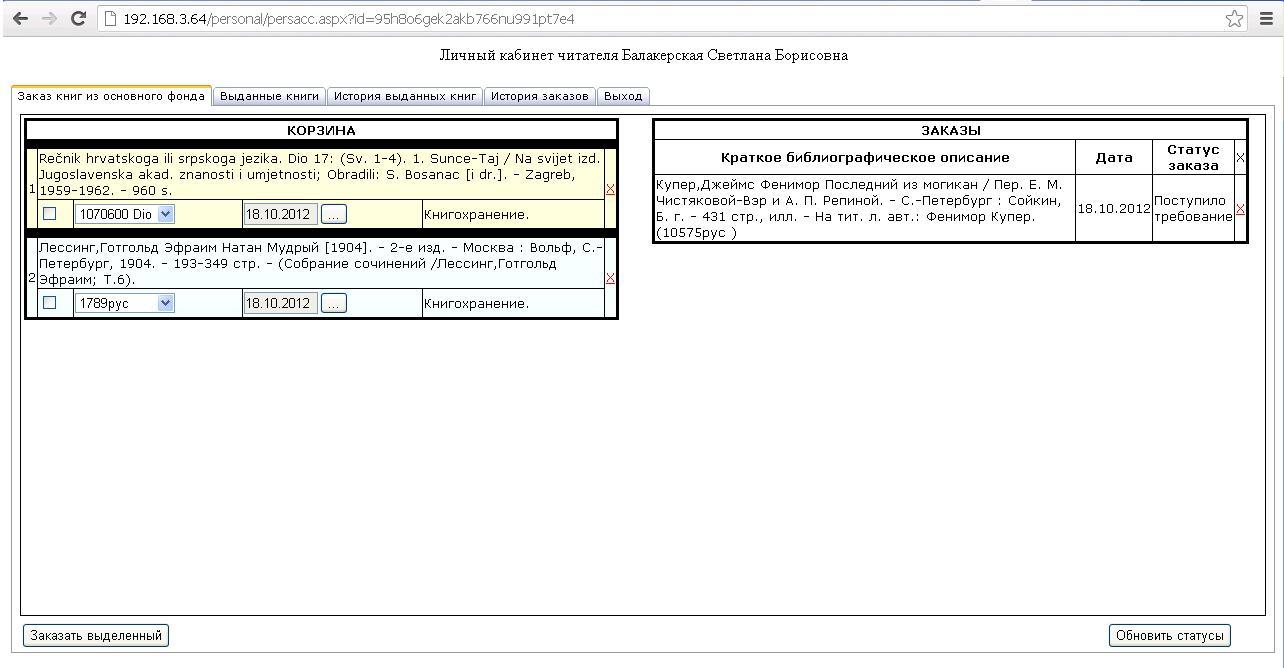 192.168.3.64/personal/persacc.aspx?id=95h8o6gek2akb766nu991pt7e4
Личный кабинет читателя Балакерская Светлана Борисовна
Заказ книг из основного фонда
Выданные книги
История выданных книг
История заказов
Выход
КОРЗИНА
1
Rečnik hrvatskoga ili srpskoga jezika. Dio 17: (Sv. 1-4). 1. Sunce-Taj / Na svijet izd.
Jugoslavenska akad. znanosti i umjetnosti; Obradili: S. Bosanac [i dr.]. - Zagreb,
1959-1962. - 960 s.
X
1070600 Dio
18.10.2012
...
Книгохранение.
2
Лессинг,Готгольд Эфраим Натан Мудрый [1904]. - 2-е изд. - Москва : Вольф, С.-
Петербург, 1904. - 193-349 стр. - (Собрание сочинений /Лессинг,Готгольд
Эфраим; Т.6).
X
1789рус
18.10.2012
...
Книгохранение.
ЗАКАЗЫ
Краткое библиографическое описание
Дата
Статус
заказа
X
Купер,Джеймс Фенимор Последний из могикан / Пер. Е. М.
Чистяковой-Вэр и А. П. Репиной. - С.-Петербург : Сойкин,
Б. г. - 431 стр., илл. - На тит. л. авт.: Фенимор Купер.
(10575рус )
18.10.2012
Поступило
требование
X
Заказать выделенный
Обновить статусы